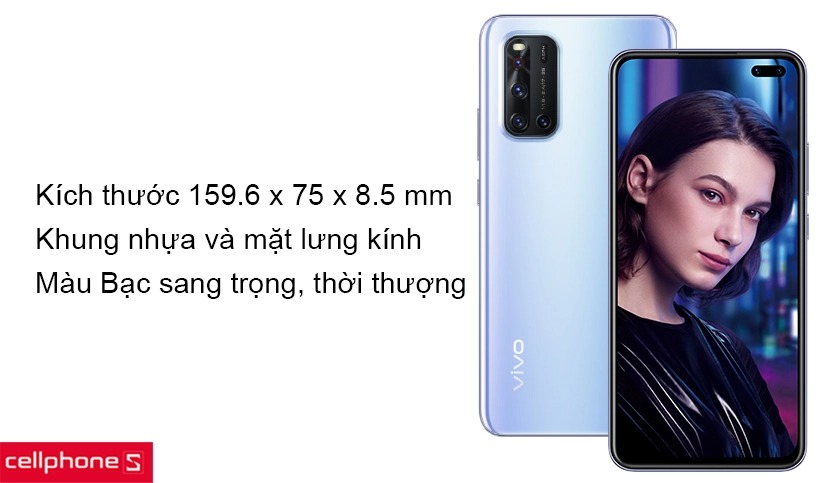 Kích thước 159.6 x 75 x 8.5 mm
Khung nhựa và mặt lưng kính
Màu Bạc sang trọng, thời thượng
vivo
cellphoneS